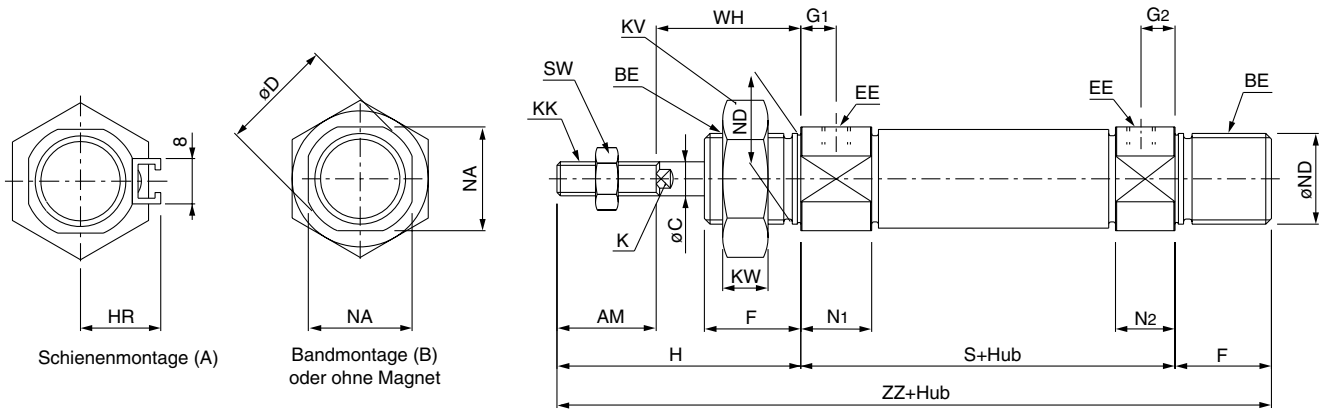 øD
8
HR
Schienenmontage (A)
NA
NA
Bandmontage (B)
oder ohne Magnet
WH
G1
G2
KV
SW
BE
KK
ND
EE
EE
BE
K
øC
KW
øND
AM
F
N1
N2
H
S+Hub
F
ZZ+Hub